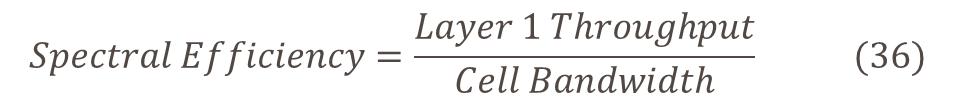 Spectral Efficiency = Layer 1 Throughput / Cell Bandwidth (36)